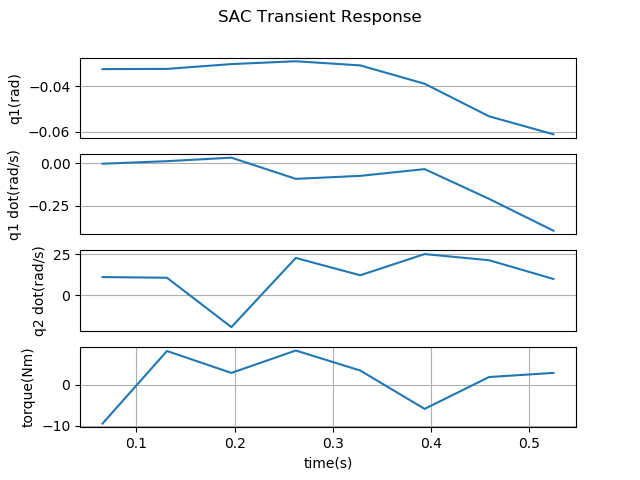 SAC Transient Response
q1(rad)
−0.04
−0.06
q1 dot(rad/s)
0.00
−0.25
q2 dot(rad/s)
25
0
torque(Nm)
0
−10
0.1 0.2 0.3 0.4 0.5
time(s)